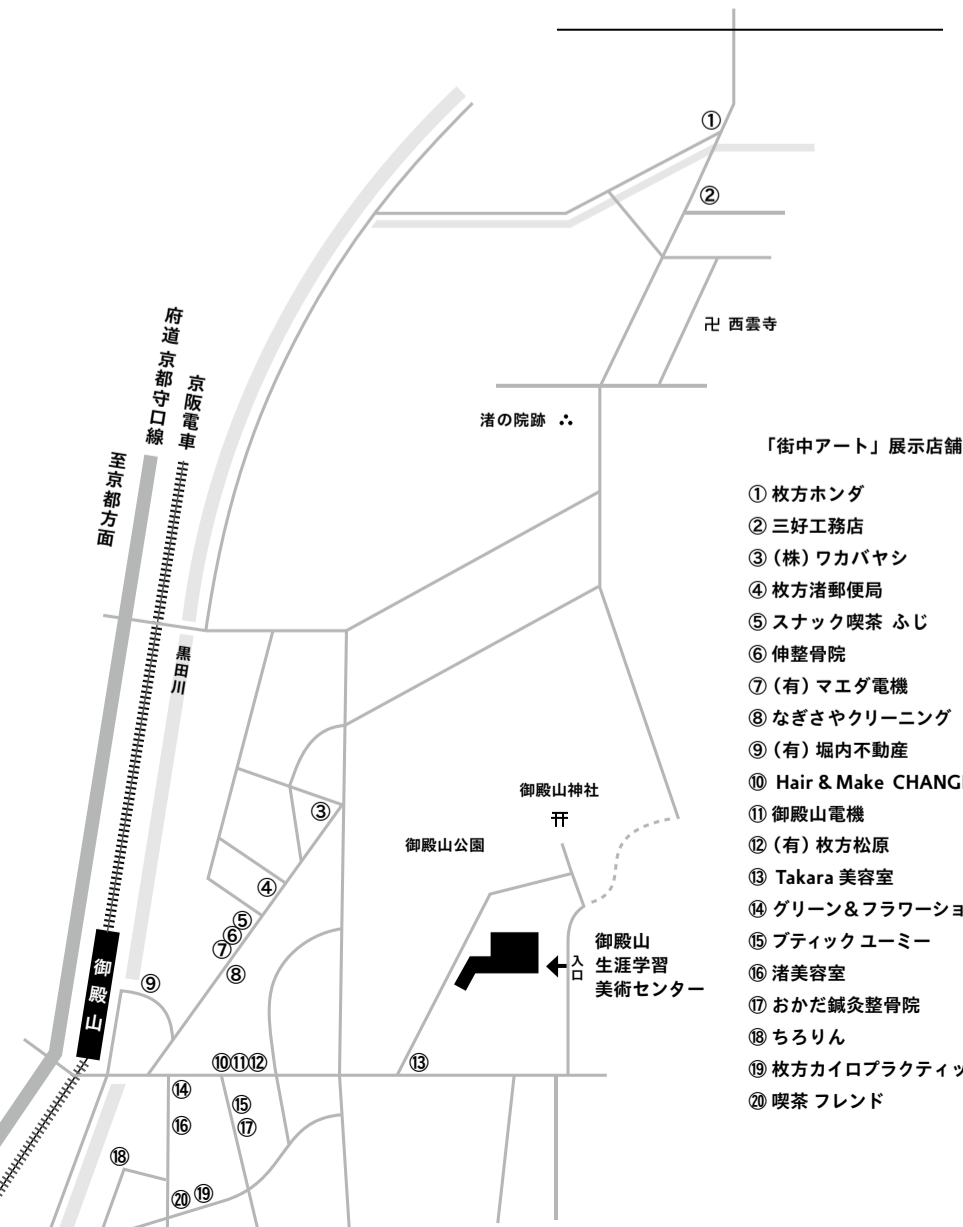 ①
②
卍 西雲寺
府道 京都守口線
京阪電車
至京都方面
渚の院跡
黒田川
③
④
⑤
⑥
⑦
⑧
⑨
御殿山神社
御殿山公園
御殿山
生涯学習
美術センター
入口
御殿山
⑩⑪⑫
⑬
⑭
⑮
⑯
⑰
⑱
⑲
⑳
「街中アート」展示店舗
① 枚方ホンダ
② 三好工務店
③（株）ワカバヤシ
④ 枚方渚郵便局
⑤ スナック喫茶 ふじ
⑥ 伸整骨院
⑦（有）マエダ電機
⑧ なぎさやクリーニング
⑨（有）堀内不動産
⑩ Hair & Make CHANG
⑪ 御殿山電機
⑫（有）枚方松原
⑬ Takara 美容室
⑭ グリーン＆フラワーショ
⑮ ブティック ユーミー
⑯ 渚美容室
⑰ おかだ鍼灸整骨院
⑱ ちろりん
⑲ 枚方カイロプラクティッ
⑳ 喫茶 フレンド